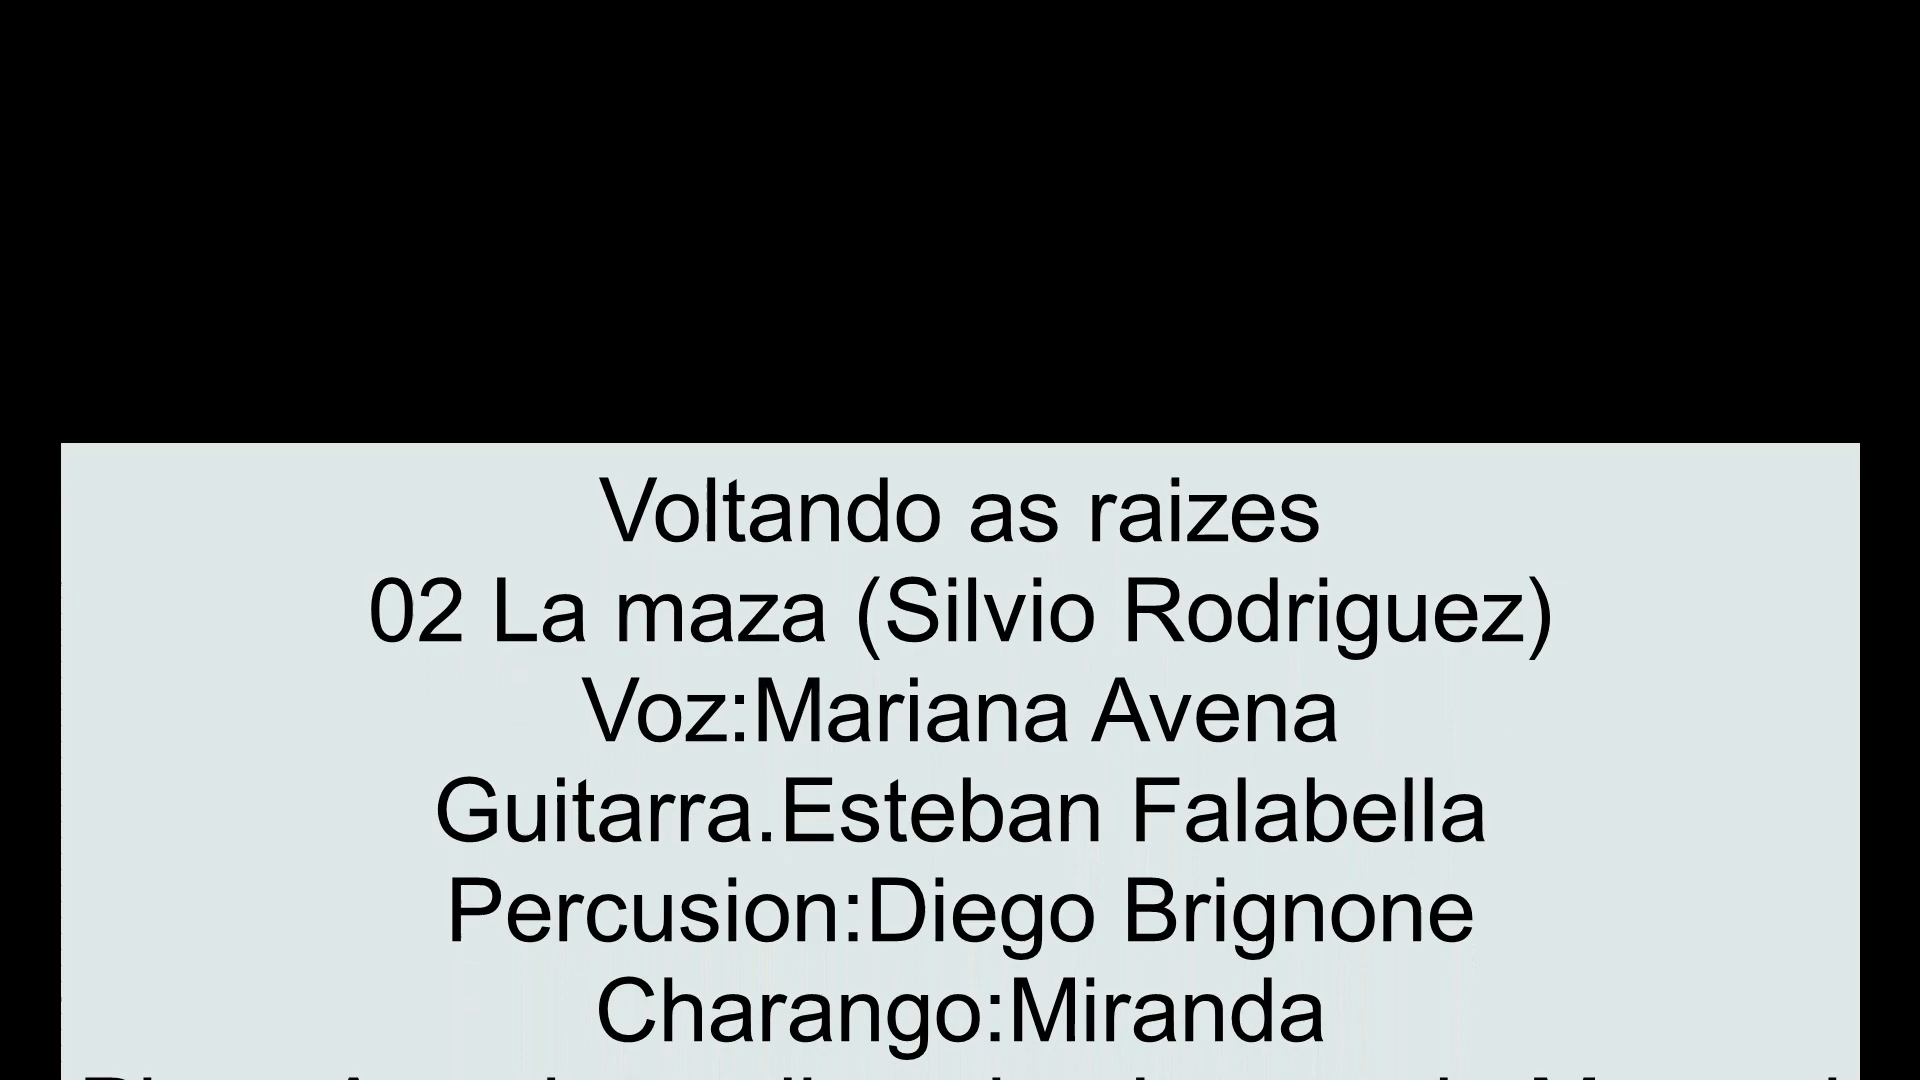 Voltando as raizes
02 La maza (Silvio Rodriguez)
Voz:Mariana Avena
Guitarra.Esteban Falabella
Percusion:Diego Brignone
Charango:Miranda